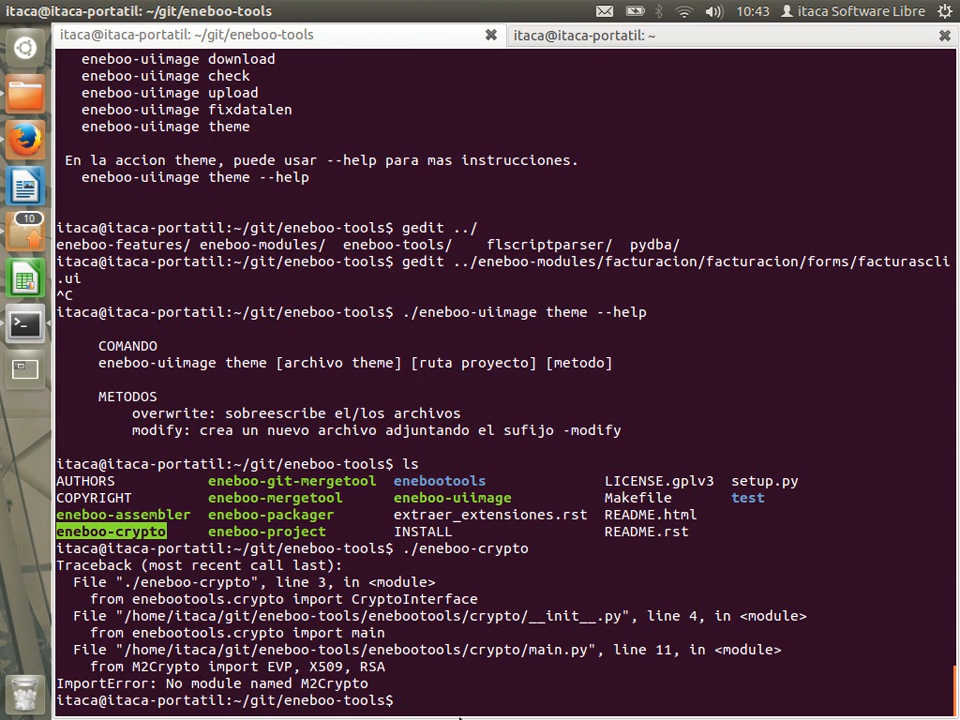 itaca@itaca-portatil: ~/git/eneboo-tools
10:43 itaca Software Libre
itaca@itaca-portatil: ~/git/eneboo-tools
itaca@itaca-portatil: ~
eneboo-uiimage download
eneboo-uiimage check
eneboo-uiimage upload
eneboo-uiimage fixdatalen
eneboo-uiimage theme
En la accion theme, puede usar --help para mas instrucciones.
eneboo-uiimage theme --help
itaca@itaca-portatil:~/git/eneboo-tools$ gedit ../
eneboo-features/ eneboo-modules/ eneboo-tools/ flscriptparser/ pydba/
itaca@itaca-portatil:~/git/eneboo-tools$ gedit ../eneboo-modules/facturacion/facturacion/forms/facturascli
.ui
^C
itaca@itaca-portatil:~/git/eneboo-tools$ ./eneboo-uiimage theme --help
COMANDO
eneboo-uiimage theme [archivo theme] [ruta proyecto] [metodo]
METODOS
overwrite: sobreescribe el/los archivos
modify: crea un nuevo archivo adjuntando el sufijo -modify
itaca@itaca-portatil:~/git/eneboo-tools$ ls
AUTHORS eneboo-git-mergetool enebootools LICENSE.gplv3 setup.py
COPYRIGHT eneboo-mergetool eneboo-uiimage Makefile test
eneboo-assembler eneboo-packager extraer_extensiones.rst README.html
eneboo-crypto eneboo-project INSTALL README.rst
itaca@itaca-portatil:~/git/eneboo-tools$ ./eneboo-crypto
Traceback (most recent call last):
File "./eneboo-crypto", line 3, in <module>
from enebootools.crypto import CryptoInterface
File "/home/itaca/git/eneboo-tools/enebootools/crypto/__init__.py", line 4, in <module>
from enebootools.crypto import main
File "/home/itaca/git/eneboo-tools/enebootools/crypto/main.py", line 11, in <module>
from M2Crypto import EVP, X509, RSA
ImportError: No module named M2Crypto
itaca@itaca-portatil:~/git/eneboo-tools$
10